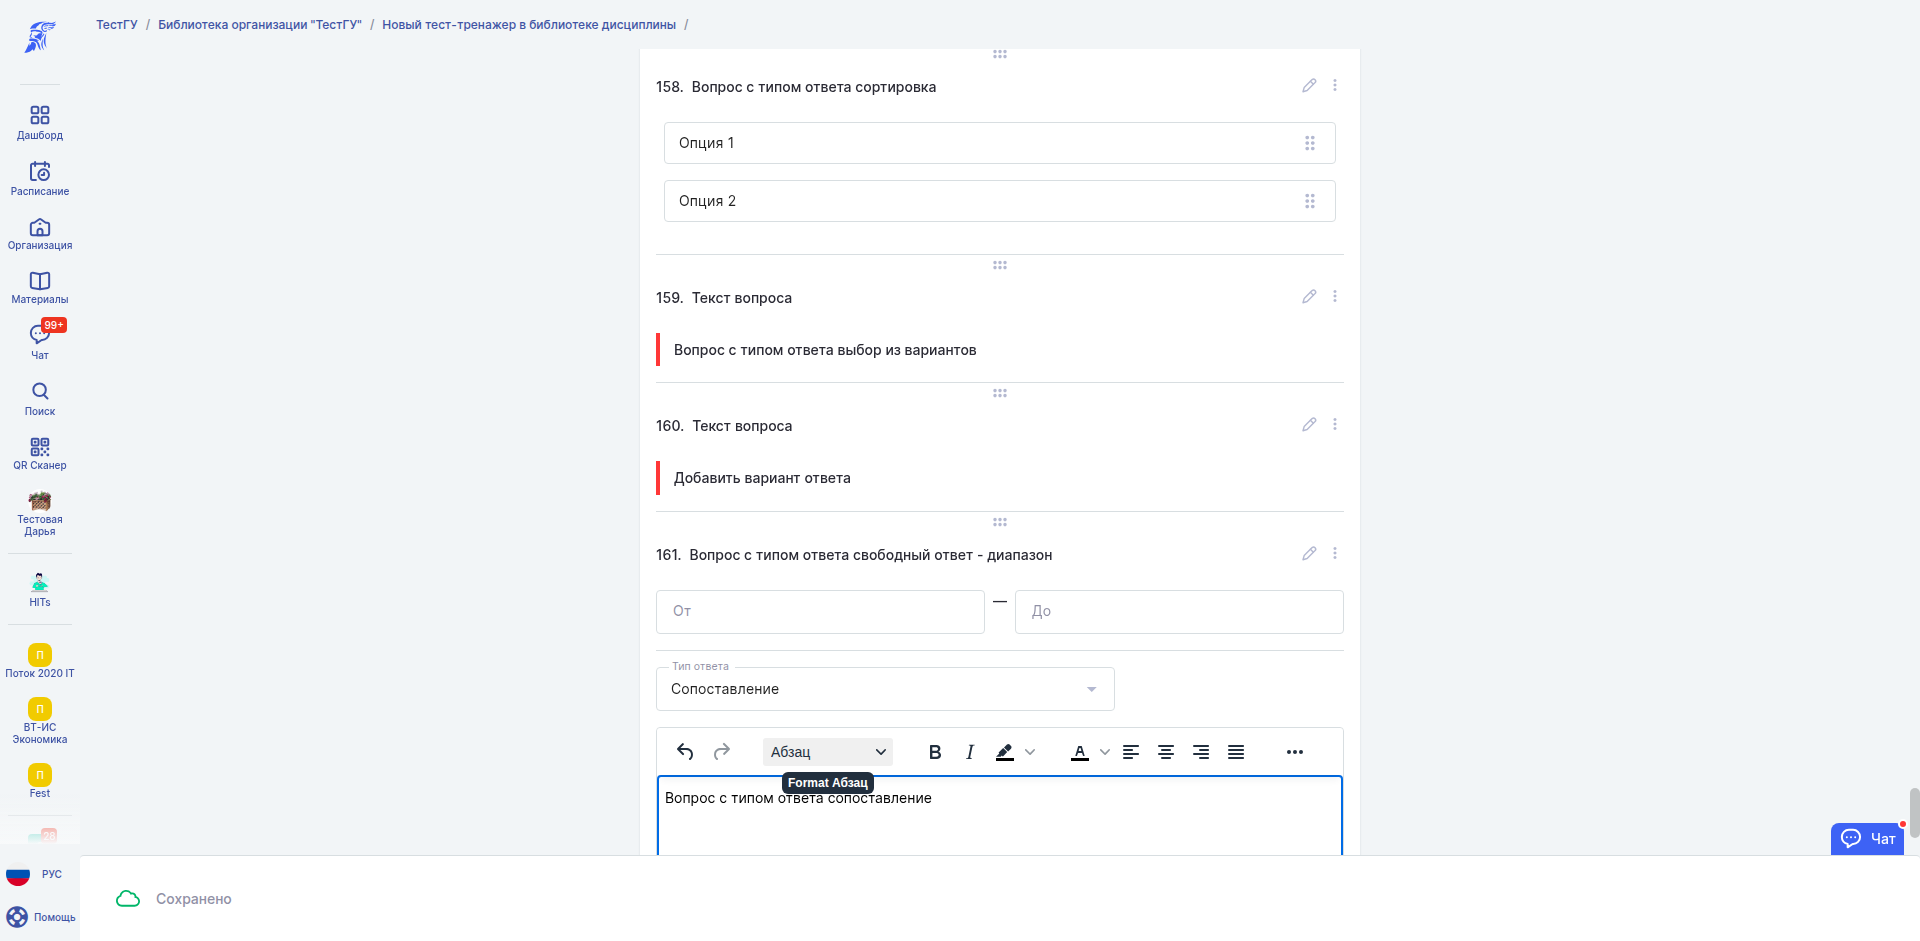 ТестГУ / Библиотека организации "ТестГУ" / Новый тест-тренажер в библиотеке дисциплины /
Дашборд
Расписание
Организация
Материалы
99+
Чат
Поиск
QR Сканер
Тестовая
Дарья
HITs
П
Поток 2020 IT
П
ВТ-ИС
Экономика
П
Fest
28
РУС
Помощь
158. Вопрос с типом ответа сортировка
Опция 1
Опция 2
159. Текст вопроса
Вопрос с типом ответа выбор из вариантов
160. Текст вопроса
Добавить вариант ответа
161. Вопрос с типом ответа свободный ответ - диапазон
От — До
Тип ответа
Сопоставление
Абзац B I A
Format Абзац
Вопрос с типом ответа сопоставление
Чат
Сохранено